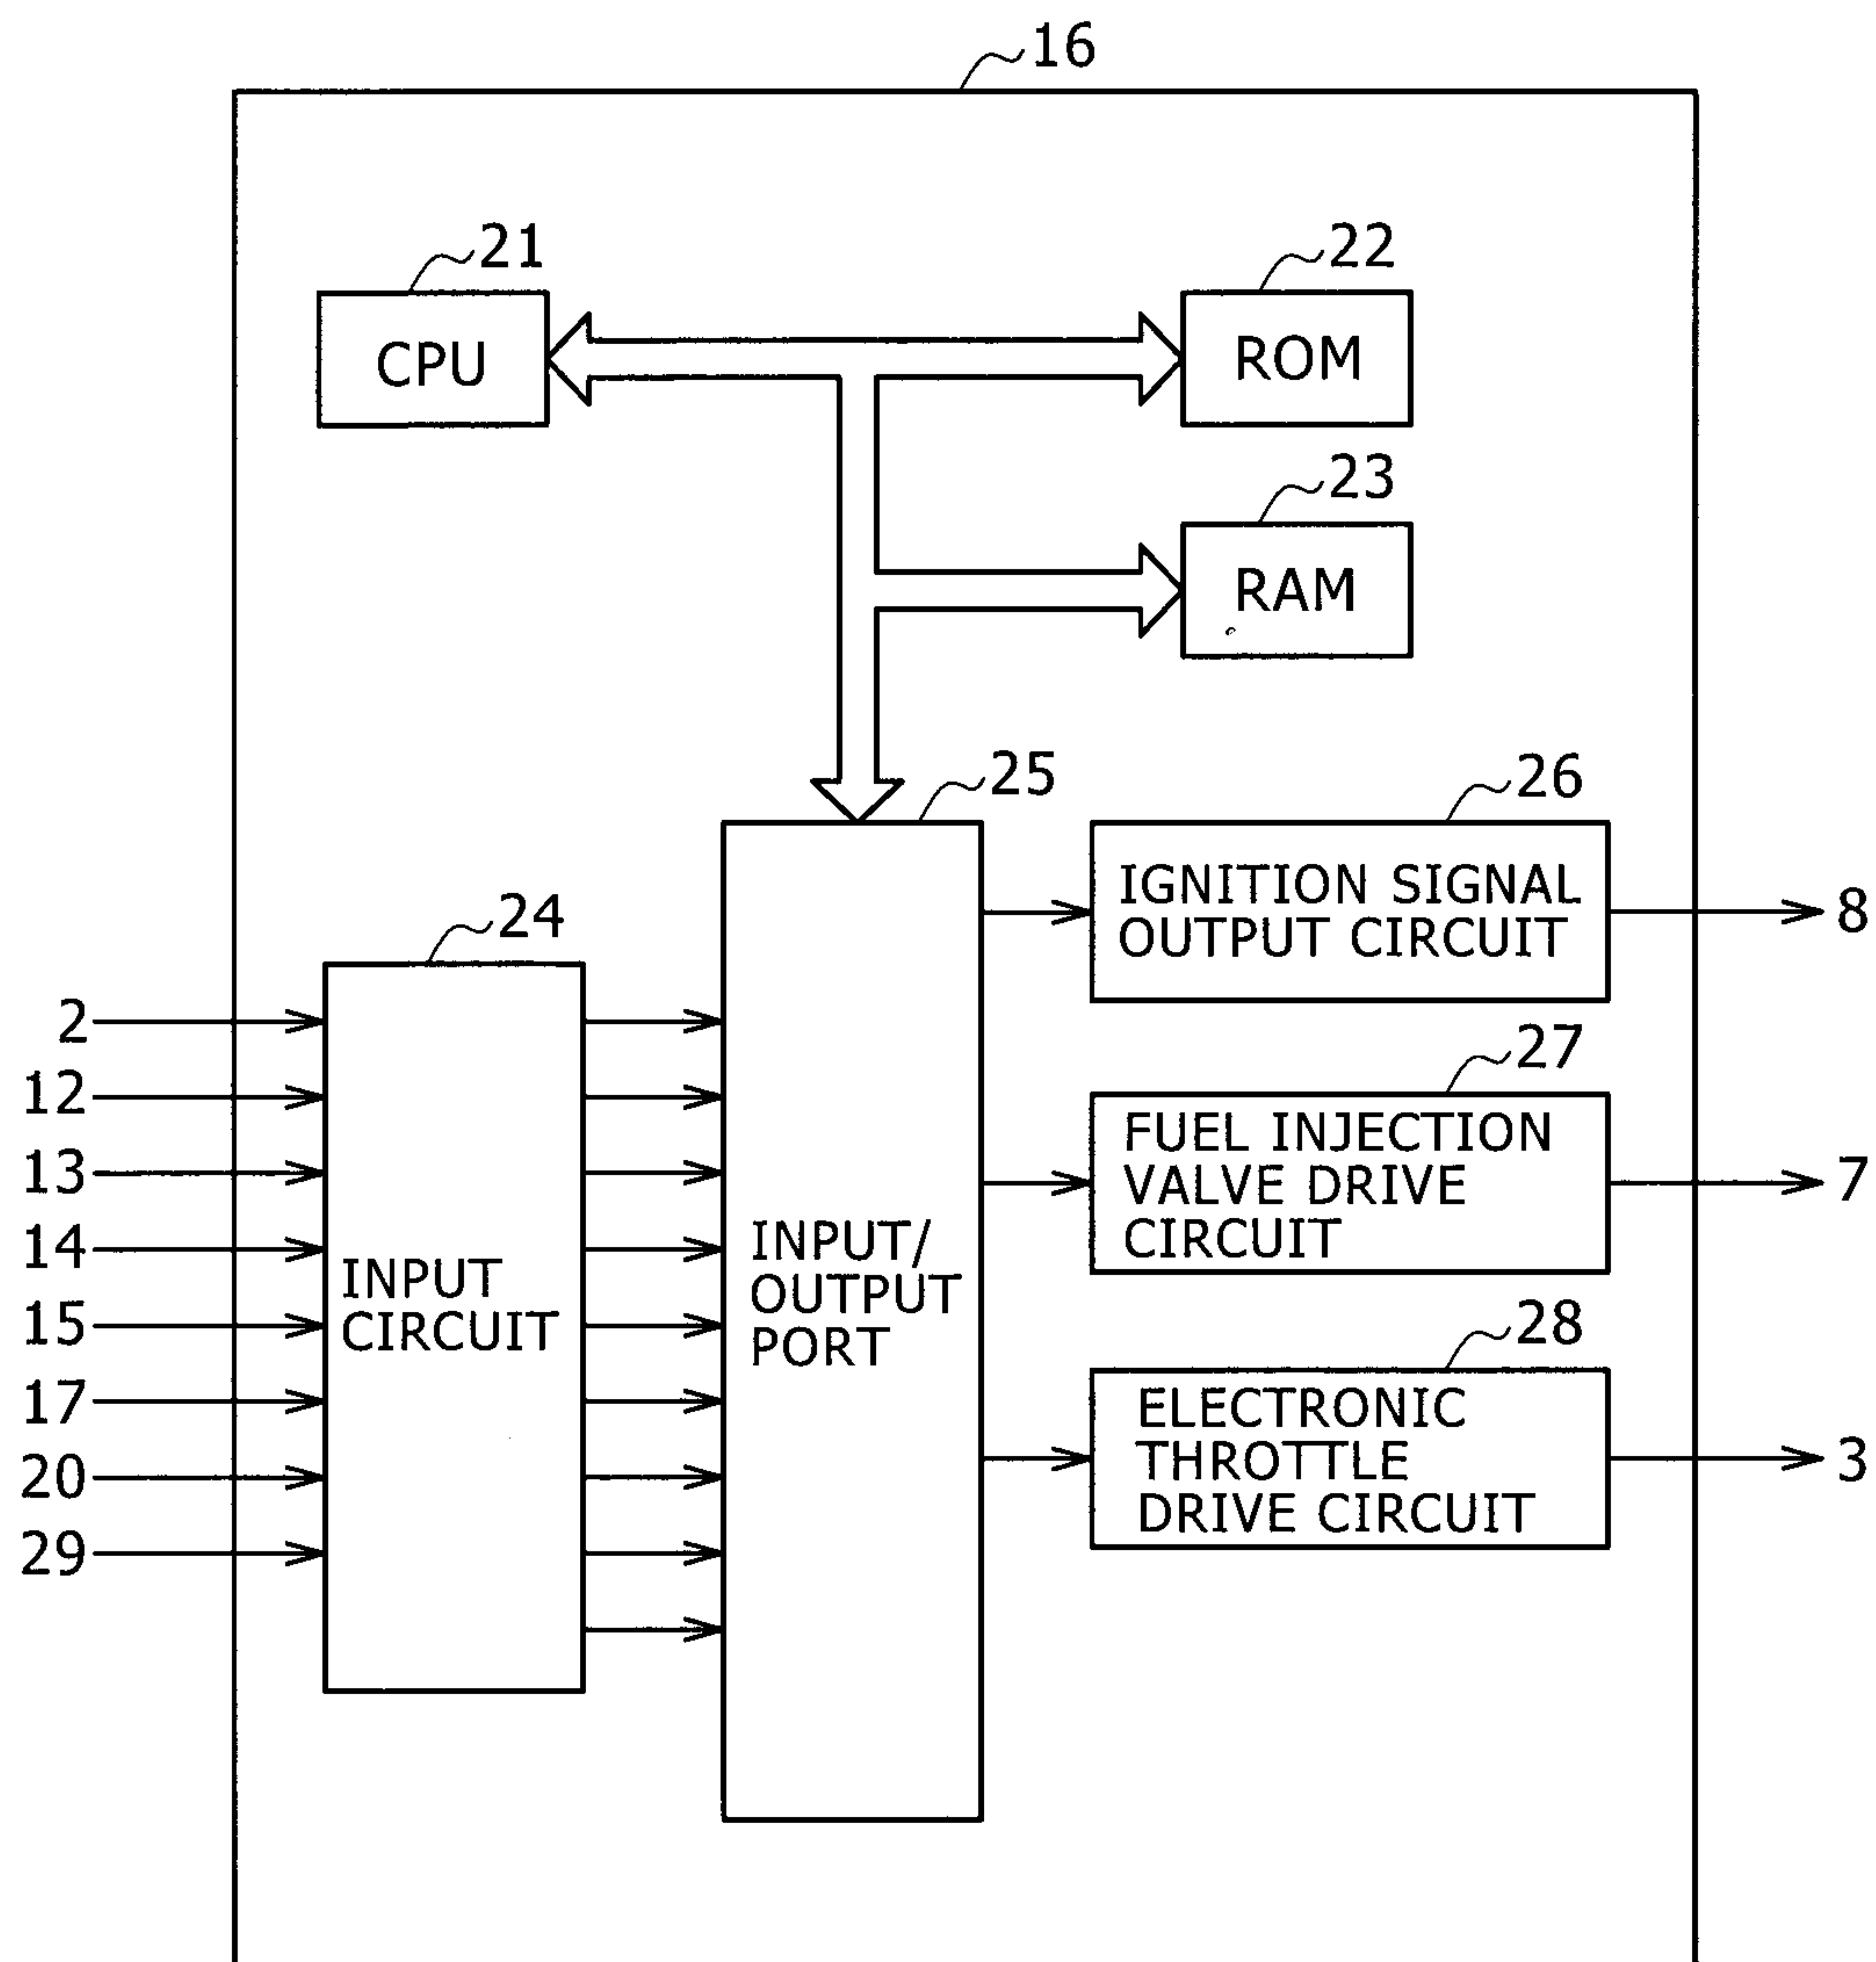 16
21
22
CPU
ROM
23
RAM
25
26
IGNITION SIGNAL
OUTPUT CIRCUIT
8
24
2
12
13
14
15
17
20
29
INPUT
CIRCUIT
INPUT/
OUTPUT
PORT
27
FUEL INJECTION
VALVE DRIVE
CIRCUIT
7
28
ELECTRONIC
THROTTLE
DRIVE CIRCUIT
3